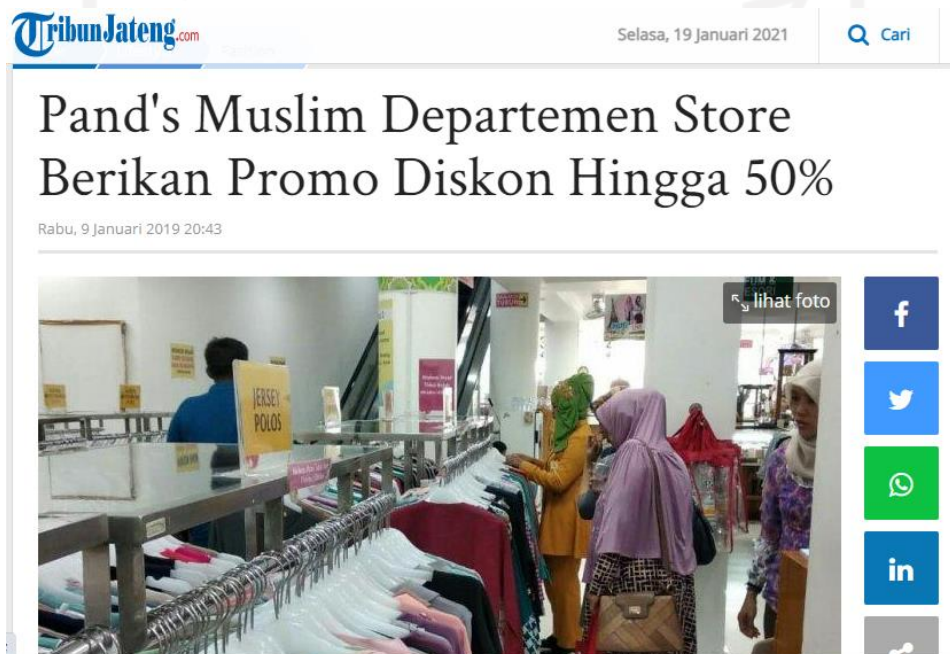 TribunJateng.com
Selasa, 19 Januari 2021
Cari
Pand's Muslim Departemen Store
Berikan Promo Diskon Hingga 50%
Rabu, 9 Januari 2019 20:43
lihat foto
JERSEY
POLOS